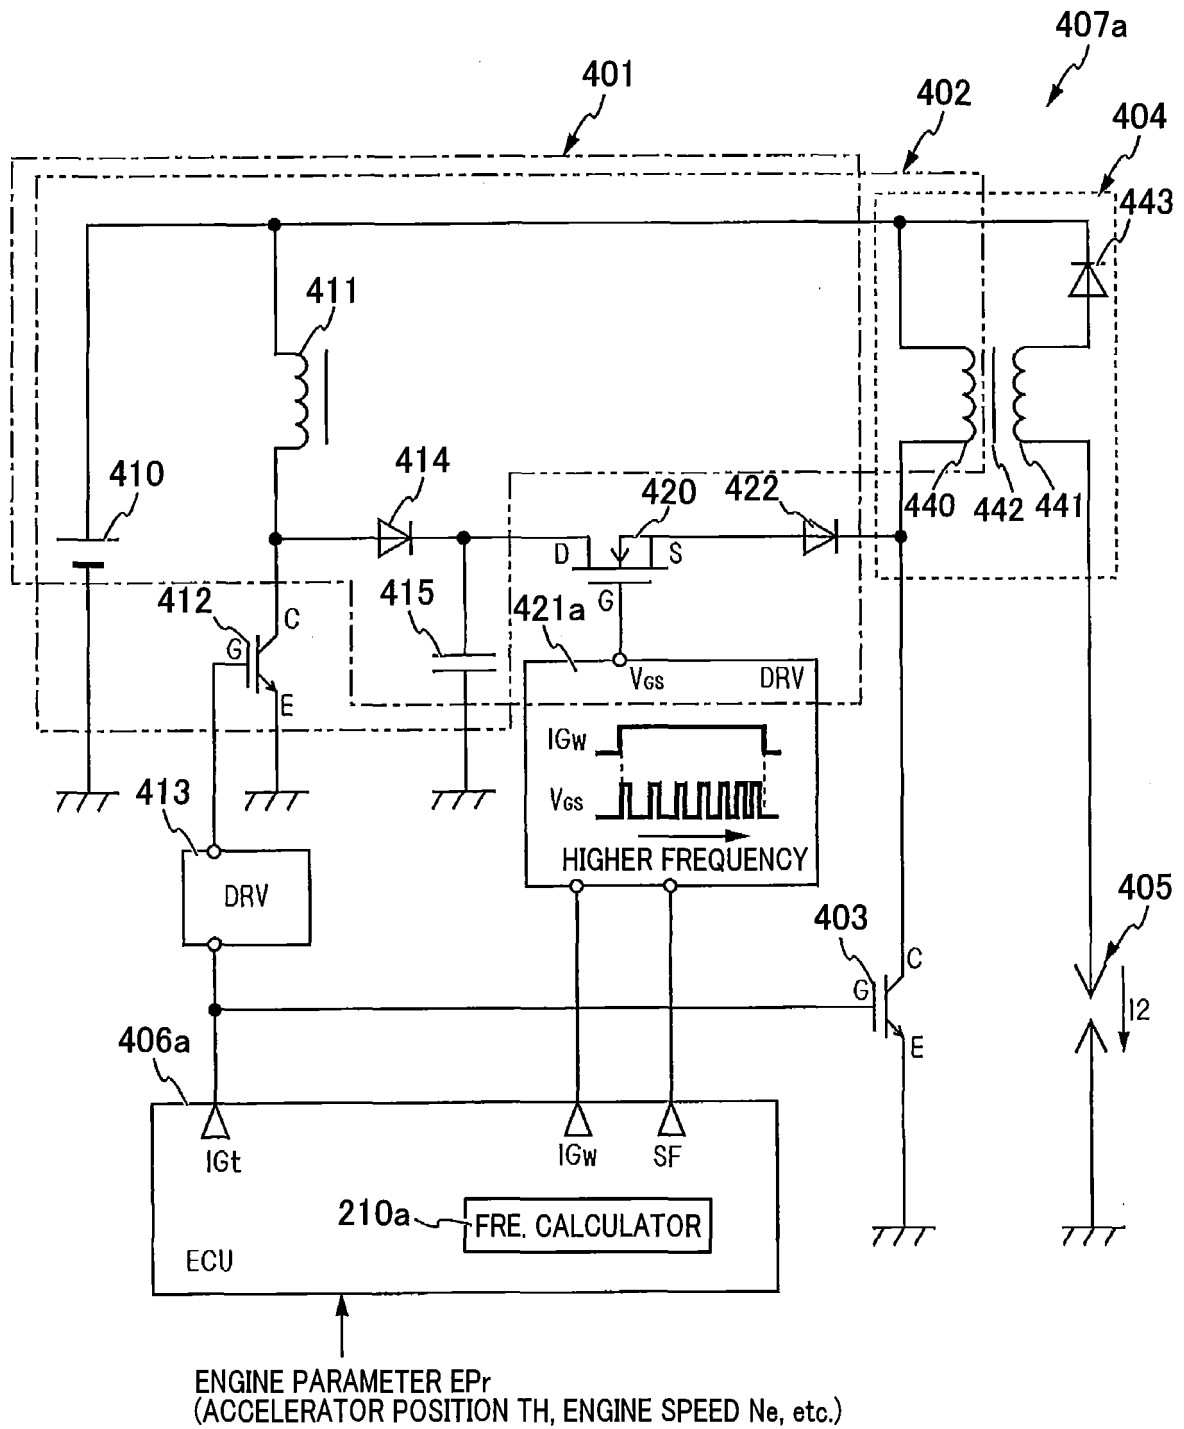 407a
401
402
404
443
411
410
414
420
422
440
442
441
D
S
G
415
412
C
G
E
421a
VGS
DRV
IGw
VGS
HIGHER FREQUENCY
413
DRV
403
C
G
E
405
I2
406a
IGt
IGw
SF
210a
FRE. CALCULATOR
ECU
ENGINE PARAMETER EPr
(ACCELERATOR POSITION TH, ENGINE SPEED Ne, etc.)